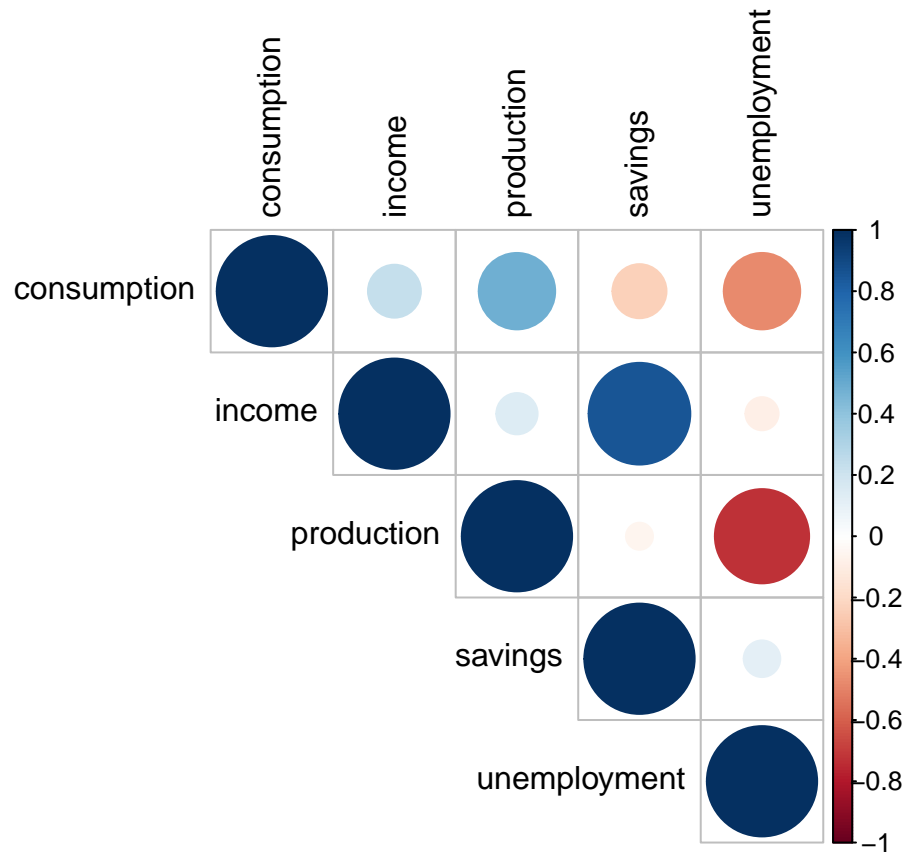 consumption
income
production
savings
unemployment
consumption
income
production
savings
unemployment
1
0.8
0.6
0.4
0.2
0
−0.2
−0.4
−0.6
−0.8
−1